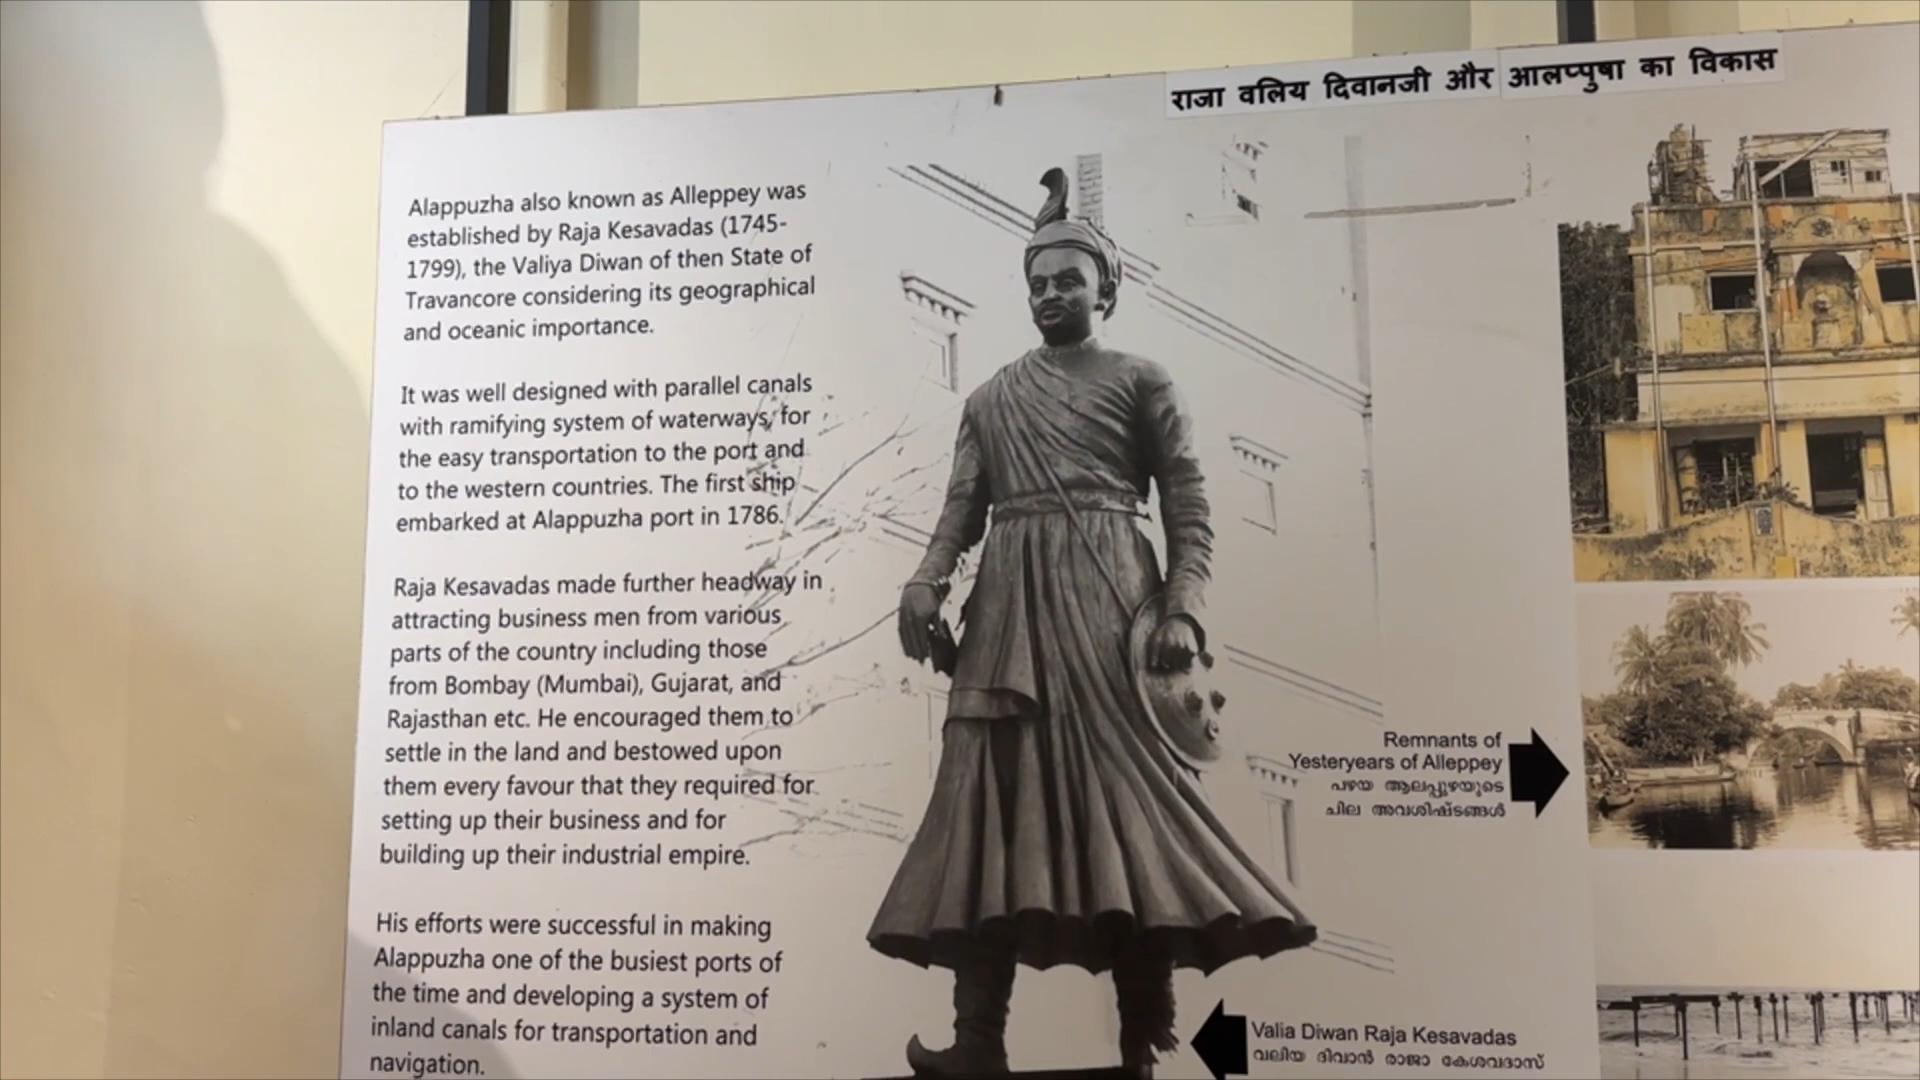 राजा वलिय दिवानजी और आलप्पुषा का विकास
Alappuzha also known as Alleppey was
established by Raja Kesavadas (1745-
1799), the Valiya Diwan of then State of
Travancore considering its geographical
and oceanic importance.
It was well designed with parallel canals
with ramifying system of waterways, for
the easy transportation to the port and
to the western countries. The first ship
embarked at Alappuzha port in 1786.
Raja Kesavadas made further headway in
attracting business men from various
parts of the country including those
from Bombay (Mumbai), Gujarat, and
Rajasthan etc. He encouraged them to
settle in the land and bestowed upon
them every favour that they required for
setting up their business and for
building up their industrial empire.
His efforts were successful in making
Alappuzha one of the busiest ports of
the time and developing a system of
inland canals for transportation and
navigation.
Remnants of
Yesteryears of Alleppey
പഴയ ആലപ്പുഴയുടെ
ചില അവശിഷ്ടങ്ങൾ
Valia Diwan Raja Kesavadas
വലിയ ദിവാൻ രാജാ കേശവദാസ്